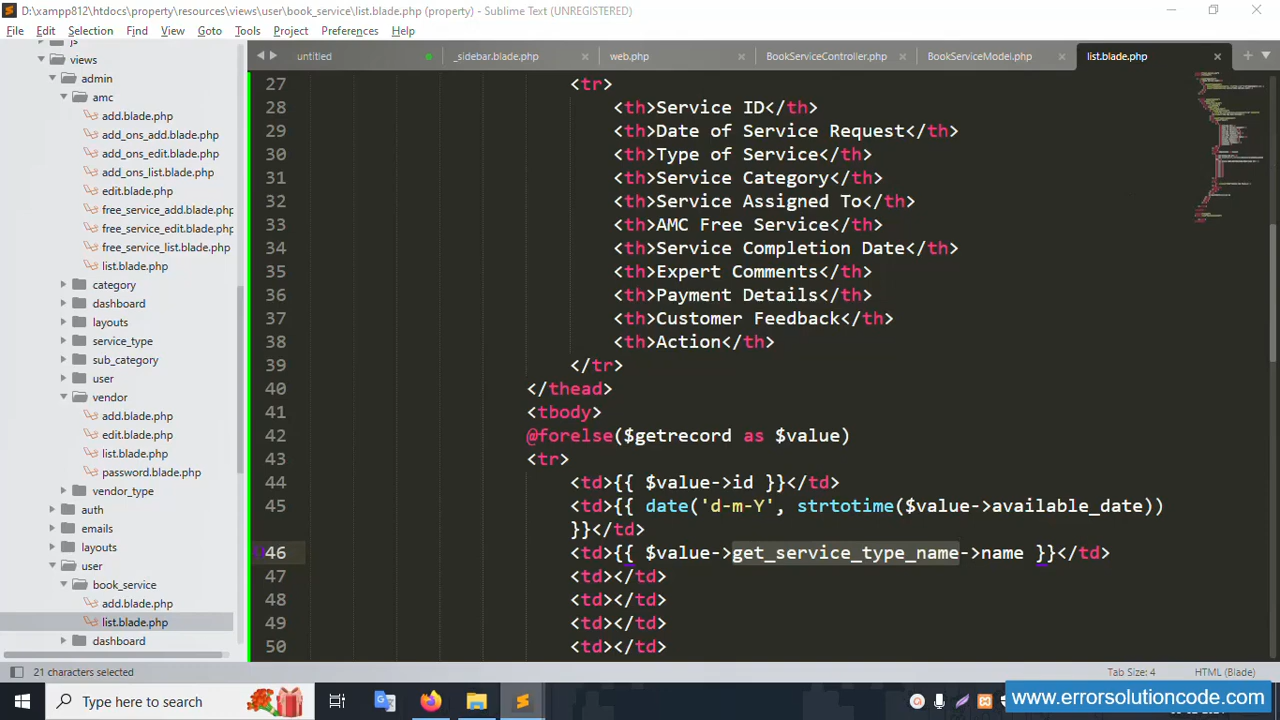 D:\xampp812\htdocs\property\resources\views\user\book_service\list.blade.php (property) - Sublime Text (UNREGISTERED)
File Edit Selection Find View Goto Tools Project Preferences Help
js
views
admin
amc
add.blade.php
add_ons_add.blade.php
add_ons_edit.blade.php
add_ons_list.blade.php
edit.blade.php
free_service_add.blade.php
free_service_edit.blade.php
free_service_list.blade.php
list.blade.php
category
dashboard
layouts
service_type
sub_category
user
vendor
add.blade.php
edit.blade.php
list.blade.php
password.blade.php
vendor_type
auth
emails
layouts
user
book_service
add.blade.php
list.blade.php
dashboard
untitled _sidebar.blade.php web.php BookServiceController.php BookServiceModel.php list.blade.php
27 <tr>
28 <th>Service ID</th>
29 <th>Date of Service Request</th>
30 <th>Type of Service</th>
31 <th>Service Category</th>
32 <th>Service Assigned To</th>
33 <th>AMC Free Service</th>
34 <th>Service Completion Date</th>
35 <th>Expert Comments</th>
36 <th>Payment Details</th>
37 <th>Customer Feedback</th>
38 <th>Action</th>
39 </tr>
40 </thead>
41 <tbody>
42 @forelse($getrecord as $value)
43 <tr>
44 <td>{{ $value->id }}</td>
45 <td>{{ date('d-m-Y', strtotime($value->available_date))
}}</td>
46 <td>{{ $value->get_service_type_name->name }}</td>
47 <td></td>
48 <td></td>
49 <td></td>
50 <td></td>
21 characters selected Tab Size: 4 HTML (Blade)
Type here to search
www.errorsolutioncode.com